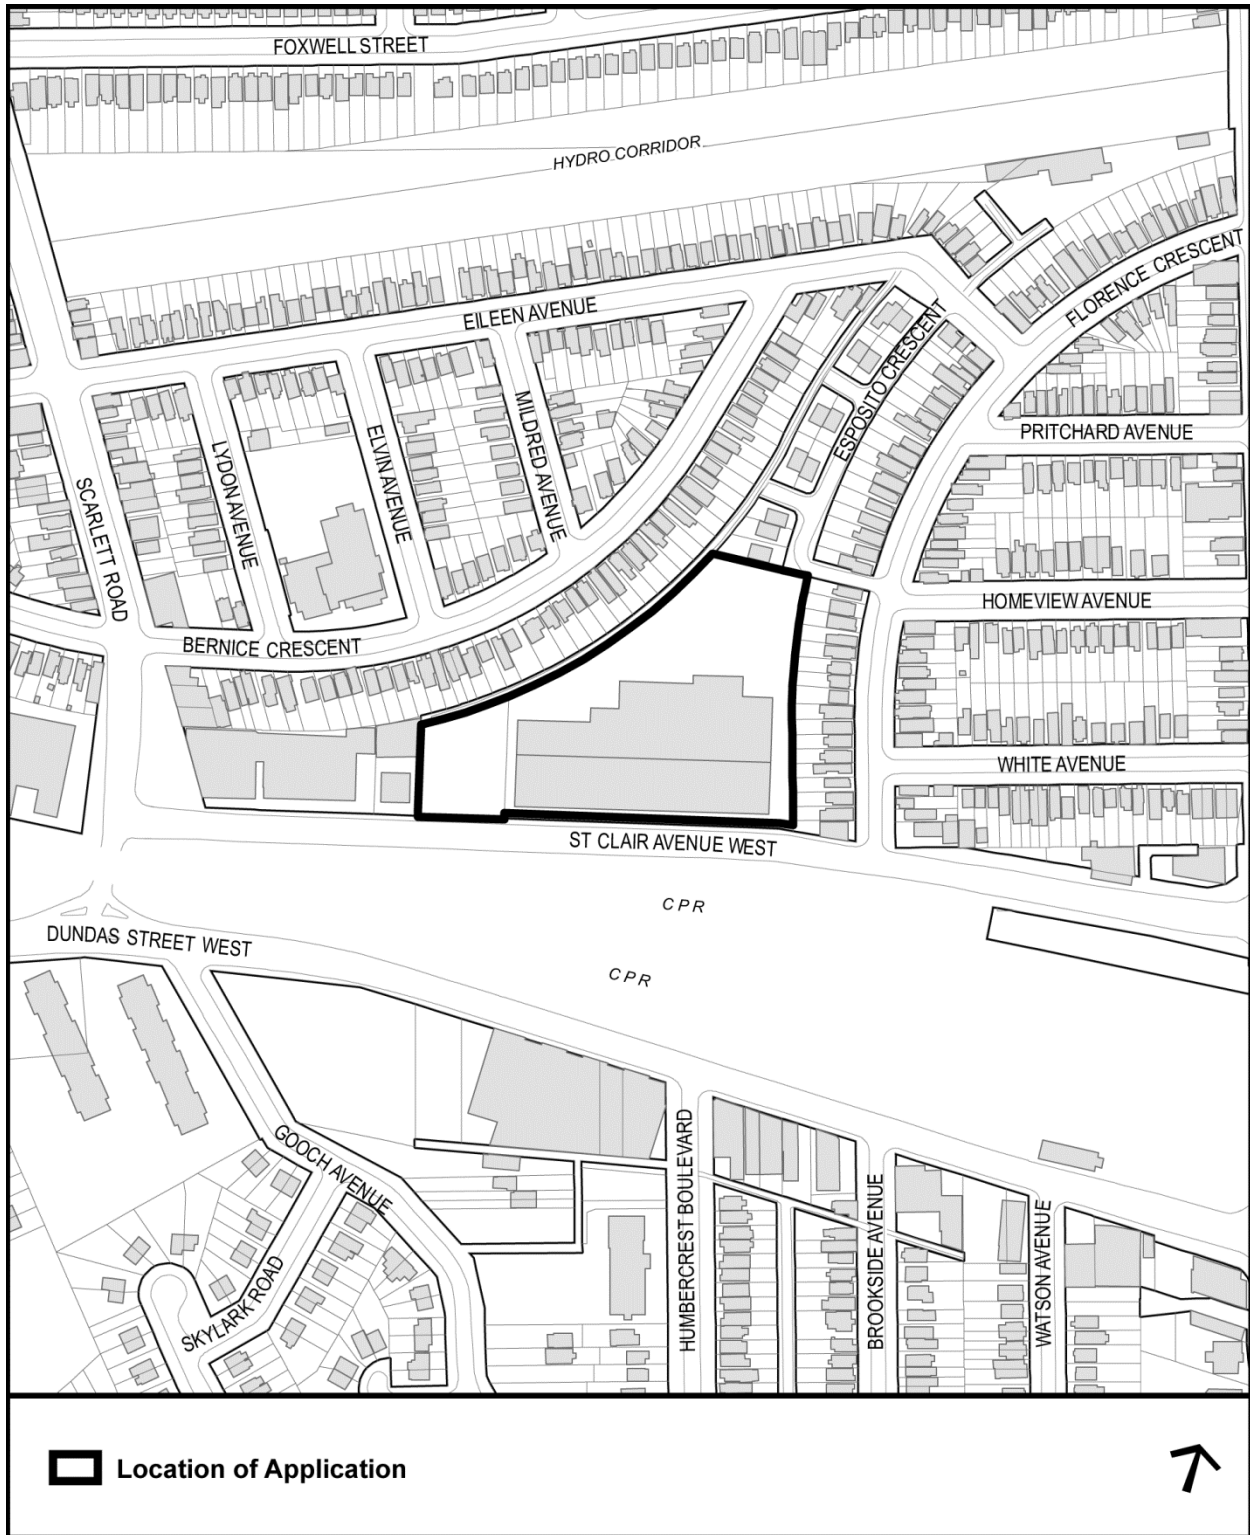 FOXWELL STREET
HYDRO CORRIDOR
FLORENCE CRESCENT
EILEEN AVENUE
ESPOSITO CRESCENT
MILDRED AVENUE
PRITCHARD AVENUE
ELVIN AVENUE
LYDON AVENUE
SCARLETT ROAD
HOMEVIEW AVENUE
BERNICE CRESCENT
WHITE AVENUE
ST CLAIR AVENUE WEST
CPR
DUNDAS STREET WEST
CPR
GOOCH AVENUE
HUMBERCREST BOULEVARD
BROOKSIDE AVENUE
WATSON AVENUE
SKYLARK ROAD
Location of Application